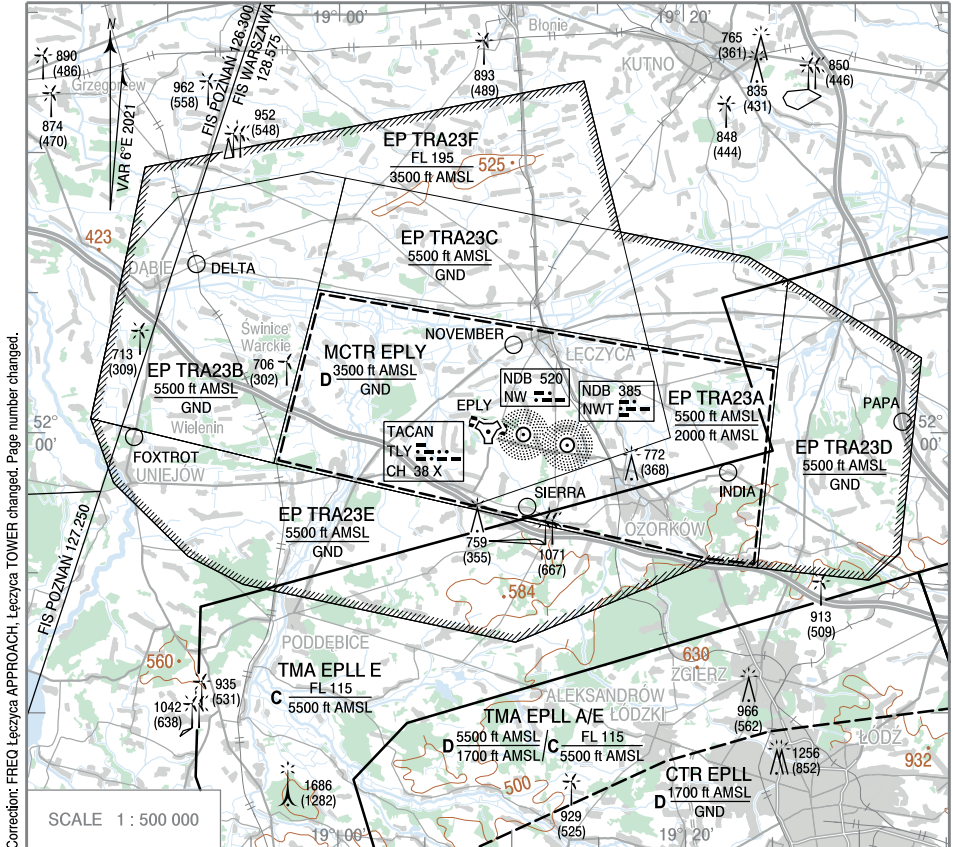 19° 00'
19° 20'
Błonie
N
890
(486)
Grzegorzew
874
(470)
962
(558)
FIS POZNAŃ 126.300
FIS WARSZAWA
128.575
952
(548)
893
(489)
KUTNO
765
(361)
835
(431)
850
(446)
848
(444)
VAR 6°E 2021
EP TRA23F
FL 195
3500 ft AMSL
525
423
DĄBIE
DELTA
EP TRA23C
5500 ft AMSL
GND
713
(309)
Świnice
Warckie
706
(302)
EP TRA23B
5500 ft AMSL
GND
Wielenin
MCTR EPLY
D 3500 ft AMSL
GND
NOVEMBER
ŁĘCZYCA
NDB 520
NW
NDB 385
NWT
EPLY
EP TRA23A
5500 ft AMSL
2000 ft AMSL
PAPA
52°
00'
52°
00'
FOXTROT
UNIEJÓW
TACAN
TLY
CH 38 X
772
(368)
EP TRA23D
5500 ft AMSL
GND
INDIA
SIERRA
OZORKÓW
EP TRA23E
5500 ft AMSL
GND
759
(355)
1071
(667)
FIS POZNAŃ 127.250
584
913
(509)
PODDĘBICE
560
935
(531)
1042
(638)
TMA EPLL E
C FL 115
5500 ft AMSL
630
ZGIERZ
ALEKSANDRÓW
ŁÓDZKI
966
(562)
TMA EPLL A/E
D 5500 ft AMSL / C FL 115
1700 ft AMSL 5500 ft AMSL
ŁÓDŹ
932
1256
(852)
CTR EPLL
D 1700 ft AMSL
GND
500
929
(525)
1686
(1282)
SCALE 1 : 500 000
19° 00'
19° 20'
Correction: FREQ Łęczyca APPROACH, Łęczyca TOWER changed. Page number changed.